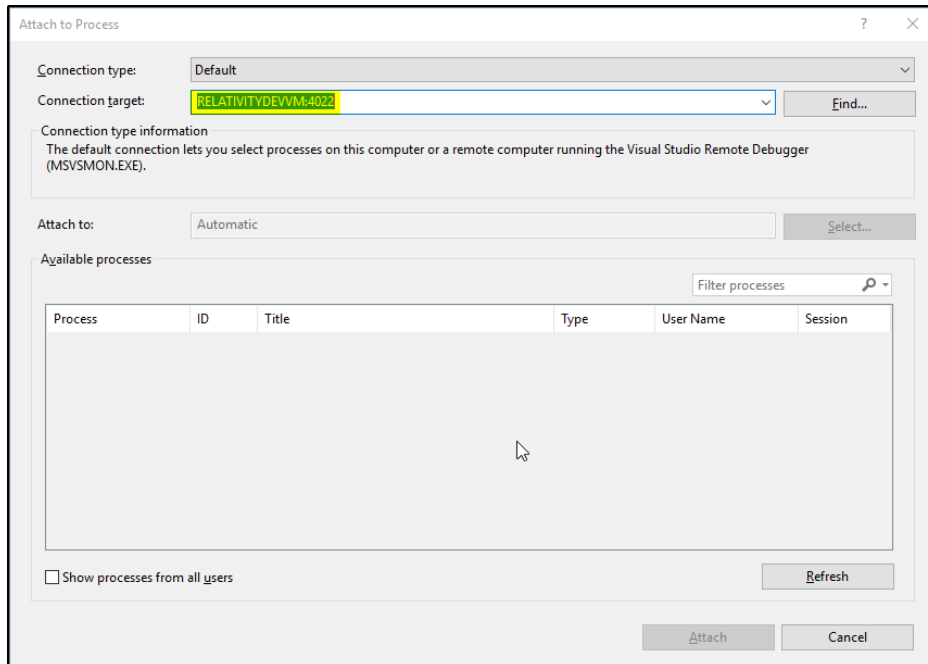 Attach to Process
Connection type: Default
Connection target: RELATIVITYDEVVM:4022 Find...
Connection type information
The default connection lets you select processes on this computer or a remote computer running the Visual Studio Remote Debugger
(MSVSMON.EXE).
Attach to: Automatic Select...
Available processes
Filter processes
Process ID Title Type User Name Session
Show processes from all users Refresh
Attach Cancel